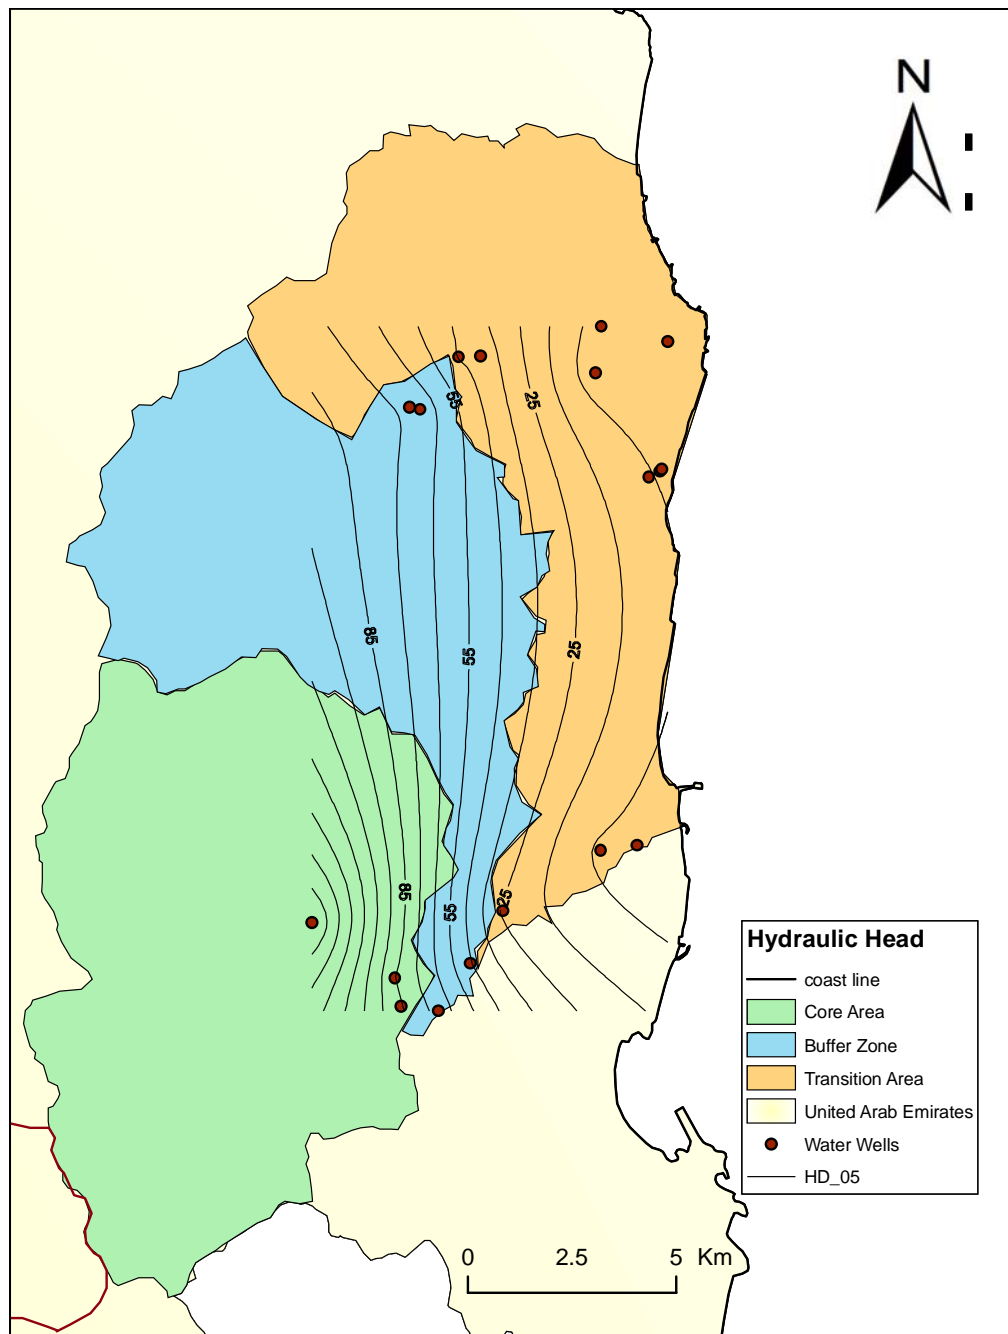 N
55
25
85
55
25
85
55
25
Hydraulic Head
coast line
Core Area
Buffer Zone
Transition Area
United Arab Emirates
Water Wells
HD_05
0 2.5 5 Km